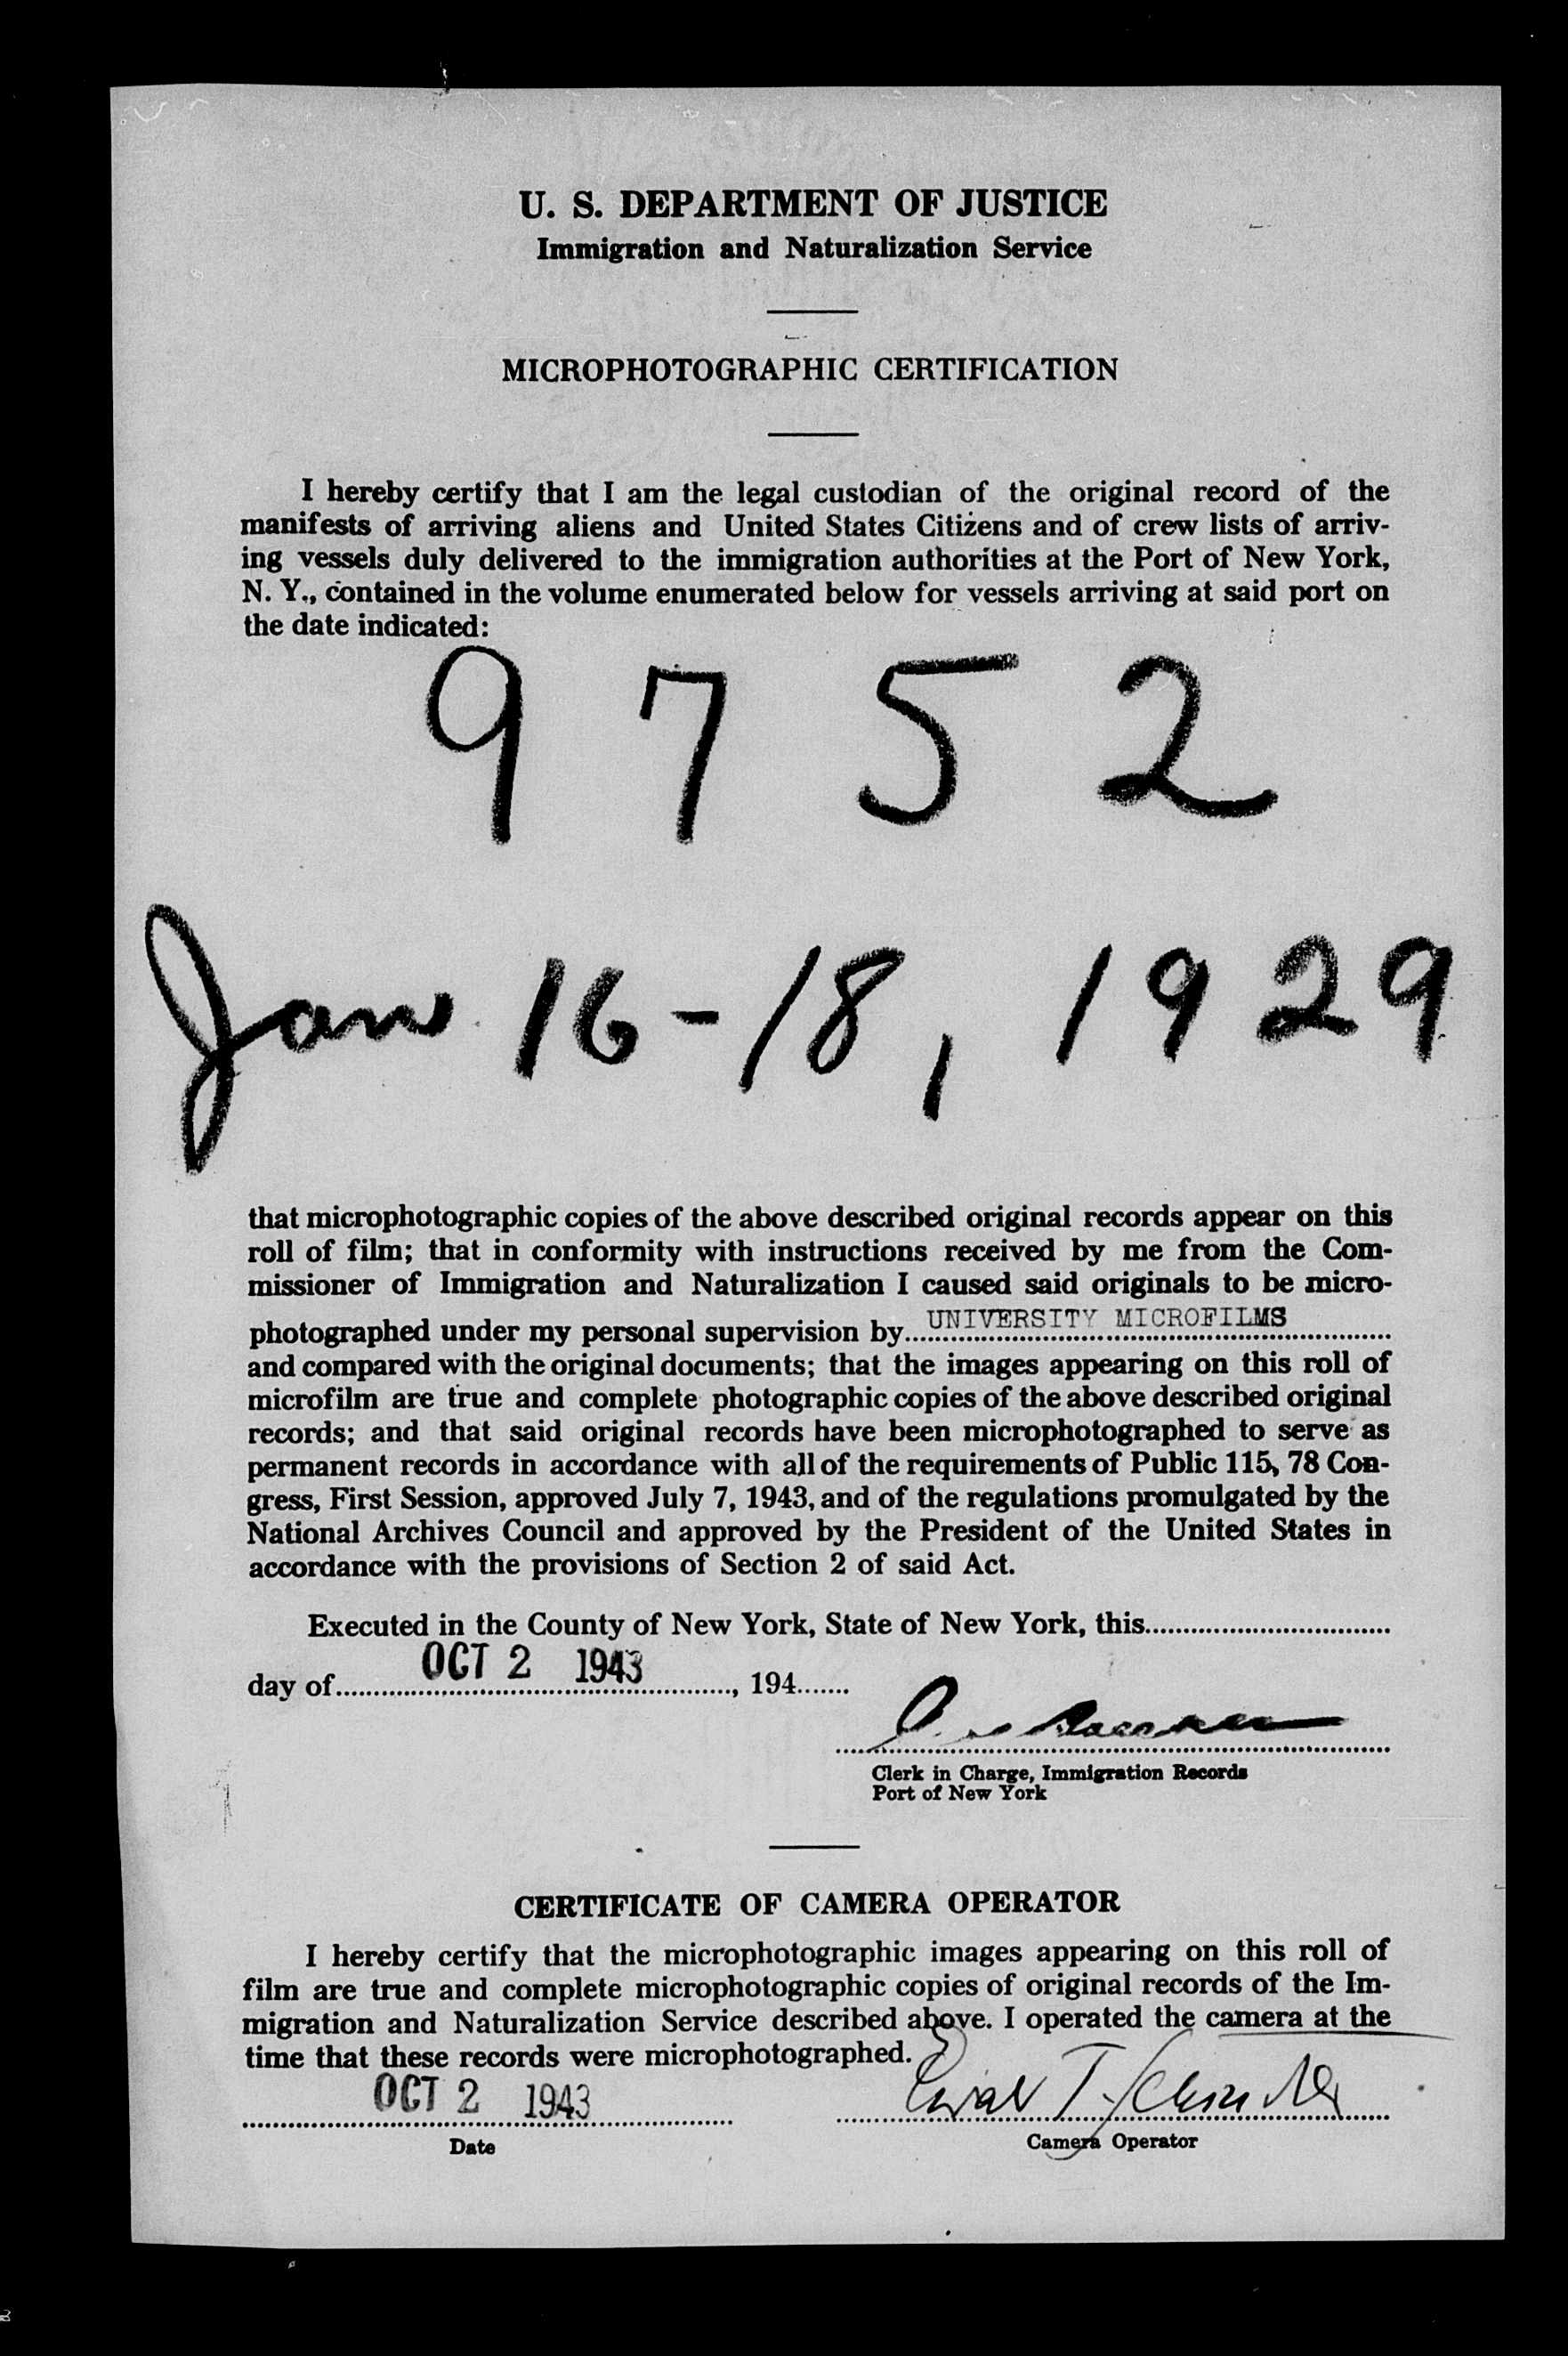 U. S. DEPARTMENT OF JUSTICE
Immigration and Naturalization Service
MICROPHOTOGRAPHIC CERTIFICATION
I hereby certify that I am the legal custodian of the original record of the
manifests of arriving aliens and United States Citizens and of crew lists of arriv-
ing vessels duly delivered to the immigration authorities at the Port of New York,
N. Y., contained in the volume enumerated below for vessels arriving at said port on
the date indicated:
9752
Jan 16-18, 1929
that microphotographic copies of the above described original records appear on this
roll of film; that in conformity with instructions received by me from the Com-
missioner of Immigration and Naturalization I caused said originals to be micro-
photographed under my personal supervision by UNIVERSITY MICROFILMS
and compared with the original documents; that the images appearing on this roll of
microfilm are true and complete photographic copies of the above described original
records; and that said original records have been microphotographed to serve as
permanent records in accordance with all of the requirements of Public 115, 78 Con-
gress, First Session, approved July 7, 1943, and of the regulations promulgated by the
National Archives Council and approved by the President of the United States in
accordance with the provisions of Section 2 of said Act.
Executed in the County of New York, State of New York, this
day of OCT 2 1943, 194
Clerk in Charge, Immigration Records
Port of New York
CERTIFICATE OF CAMERA OPERATOR
I hereby certify that the microphotographic images appearing on this roll of
film are true and complete microphotographic copies of original records of the Im-
migration and Naturalization Service described above. I operated the camera at the
time that these records were microphotographed.
OCT 2 1943
Date
Camera Operator